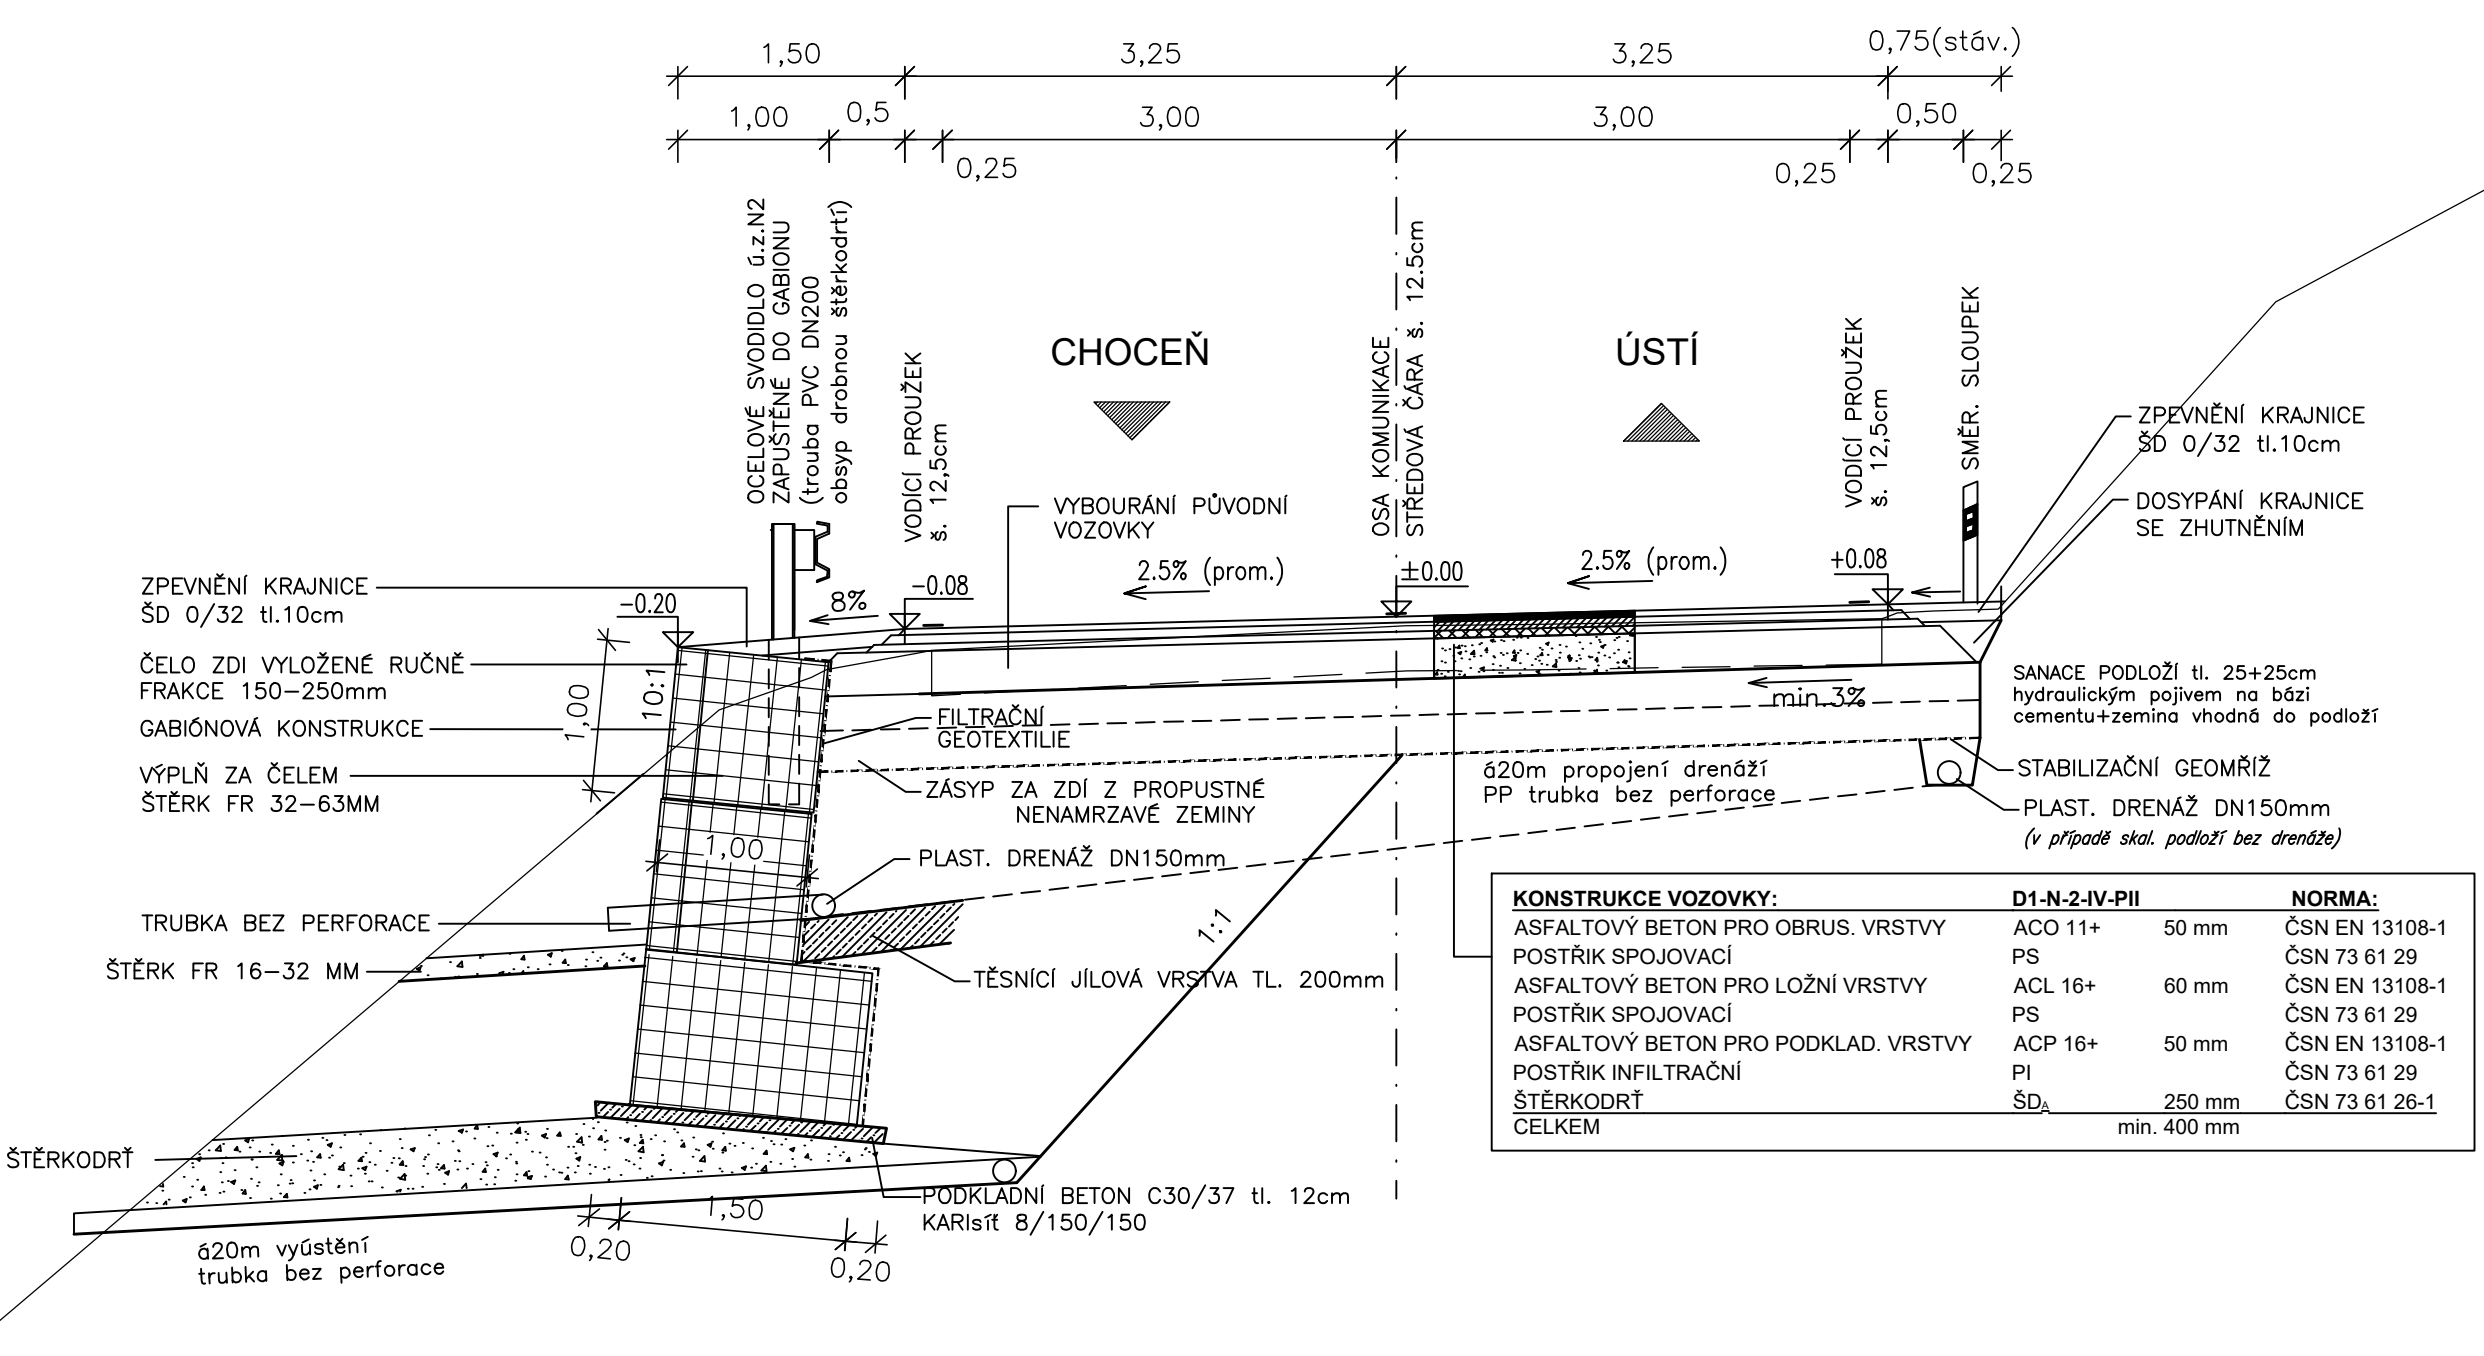 1,50
3,25
3,25
0,75(stáv.)
1,00
0,5
3,00
3,00
0,50
0,25
0,25
0,25
OCELOVÉ SVODIDLO ú.z.N2
ZAPUŠTĚNÉ DO GABIONU
(trouba PVC DN200
obsyp drobnou štěrkodrtí)
VODÍCÍ PROUŽEK
š. 12,5cm
CHOCEŇ
OSA KOMUNIKACE
STŘEDOVÁ ČÁRA š. 12.5cm
ÚSTÍ
VODÍCÍ PROUŽEK
š. 12,5cm
SMĚR. SLOUPEK
ZPEVNĚNÍ KRAJNICE
ŠD 0/32 tl.10cm
DOSYPÁNÍ KRAJNICE
SE ZHUTNĚNÍM
VYBOURÁNÍ PŮVODNÍ
VOZOVKY
2.5% (prom.)
±0.00
2.5% (prom.)
+0.08
-0.08
8%
-0.20
ZPEVNĚNÍ KRAJNICE
ŠD 0/32 tl.10cm
ČELO ZDI VYLOŽENÉ RUČNĚ
FRAKCE 150-250mm
GABIÓNOVÁ KONSTRUKCE
VÝPLŇ ZA ČELEM
ŠTĚRK FR 32-63MM
1,00
10:1
FILTRAČNÍ
GEOTEXTILIE
min.3%
SANACE PODLOŽÍ tl. 25+25cm
hydraulickým pojivem na bázi
cementu+zemina vhodná do podloží
ZÁSYP ZA ZDÍ Z PROPUSTNÉ
NENAMRZAVÉ ZEMINY
á20m propojení drenáží
PP trubka bez perforace
STABILIZAČNÍ GEOMŘÍŽ
PLAST. DRENÁŽ DN150mm
(v případě skal. podloží bez drenáže)
1,00
PLAST. DRENÁŽ DN150mm
TRUBKA BEZ PERFORACE
1:1
ŠTĚRK FR 16-32 MM
TĚSNÍCÍ JÍLOVÁ VRSTVA TL. 200mm
KONSTRUKCE VOZOVKY: D1-N-2-IV-PII NORMA:
ASFALTOVÝ BETON PRO OBRUS. VRSTVY ACO 11+ 50 mm ČSN EN 13108-1
POSTŘIK SPOJOVACÍ PS ČSN 73 61 29
ASFALTOVÝ BETON PRO LOŽNÍ VRSTVY ACL 16+ 60 mm ČSN EN 13108-1
POSTŘIK SPOJOVACÍ PS ČSN 73 61 29
ASFALTOVÝ BETON PRO PODKLAD. VRSTVY ACP 16+ 50 mm ČSN EN 13108-1
POSTŘIK INFILTRAČNÍ PI ČSN 73 61 29
ŠTĚRKODRŤ ŠDA 250 mm ČSN 73 61 26-1
CELKEM min. 400 mm
ŠTĚRKODRŤ
PODKLADNÍ BETON C30/37 tl. 12cm
KARIsíť 8/150/150
1,50
0,20
0,20
á20m vyústění
trubka bez perforace